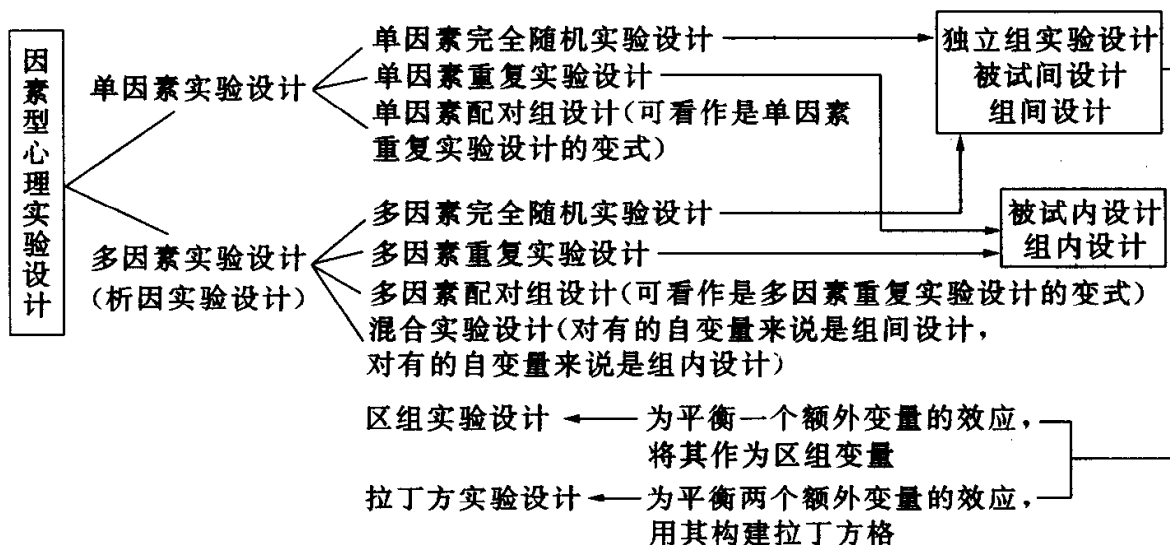 因素型心理实验设计
单因素实验设计
单因素完全随机实验设计
单因素重复实验设计
单因素配对组设计(可看作是单因素
重复实验设计的变式)
独立组实验设计
被试间设计
组间设计
多因素实验设计
(析因实验设计)
多因素完全随机实验设计
多因素重复实验设计
多因素配对组设计(可看作是多因素重复实验设计的变式)
混合实验设计(对有的自变量来说是组间设计,
对有的自变量来说是组内设计)
被试内设计
组内设计
区组实验设计
为平衡一个额外变量的效应,
将其作为区组变量
拉丁方实验设计
为平衡两个额外变量的效应,
用其构建拉丁方格